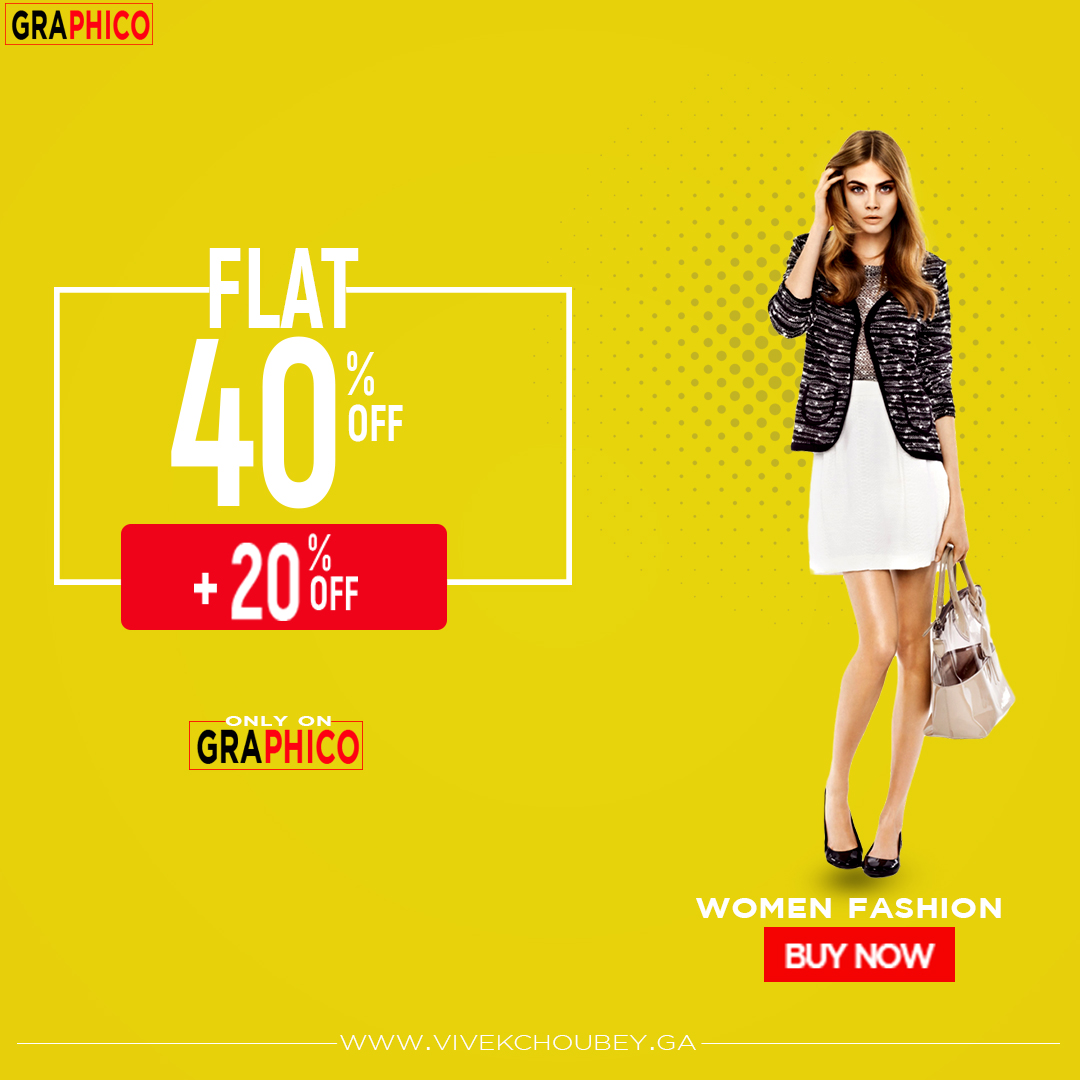 GRAPHICO
FLAT
40% OFF
+ 20% OFF
ONLY ON
GRAPHICO
WOMEN FASHION
BUY NOW
WWW.VIVEKCHOUBEY.GA